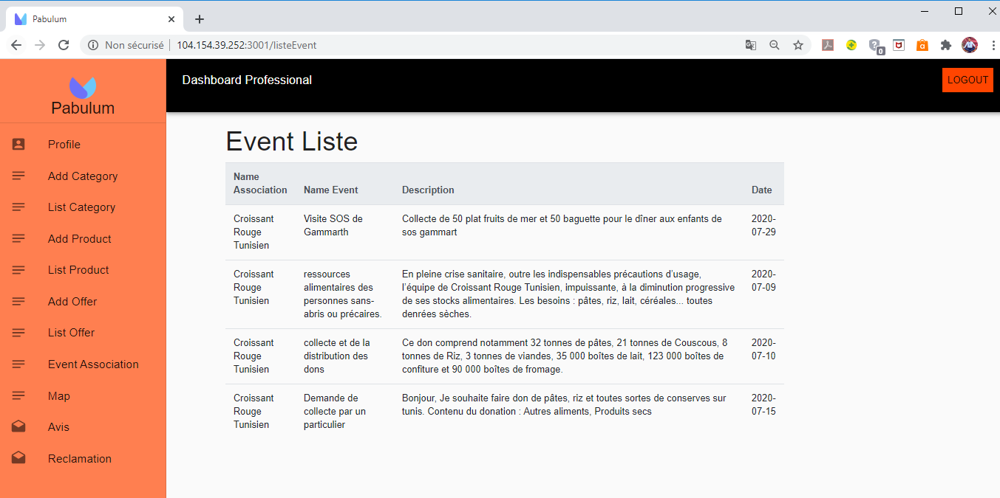 Pabulum
Non sécurisé
104.154.39.252:3001/listeEvent
0
a
Pabulum
Dashboard Professional
LOGOUT
Profile
Add Category
List Category
Add Product
List Product
Add Offer
List Offer
Event Association
Map
Avis
Reclamation
Event Liste
Name
Association
Name Event
Description
Date
Croissant
Rouge
Tunisien
Visite SOS de
Gammarth
Collecte de 50 plat fruits de mer et 50 baguette pour le dîner aux enfants de
sos gammart
2020-
07-29
Croissant
Rouge
Tunisien
ressources
alimentaires des
personnes sans-
abris ou précaires.
En pleine crise sanitaire, outre les indispensables précautions d'usage,
l'équipe de Croissant Rouge Tunisien, impuissante, à la diminution progressive
de ses stocks alimentaires. Les besoins : pâtes, riz, lait, céréales... toutes
denrées sèches.
2020-
07-09
Croissant
Rouge
Tunisien
collecte et de la
distribution des
dons
Ce don comprend notamment 32 tonnes de pâtes, 21 tonnes de Couscous, 8
tonnes de Riz, 3 tonnes de viandes, 35 000 boîtes de lait, 123 000 boîtes de
confiture et 90 000 boîtes de fromage.
2020-
07-10
Croissant
Rouge
Tunisien
Demande de
collecte par un
particulier
Bonjour, Je souhaite faire don de pâtes, riz et toutes sortes de conserves sur
tunis. Contenu du donation : Autres aliments, Produits secs
2020-
07-15